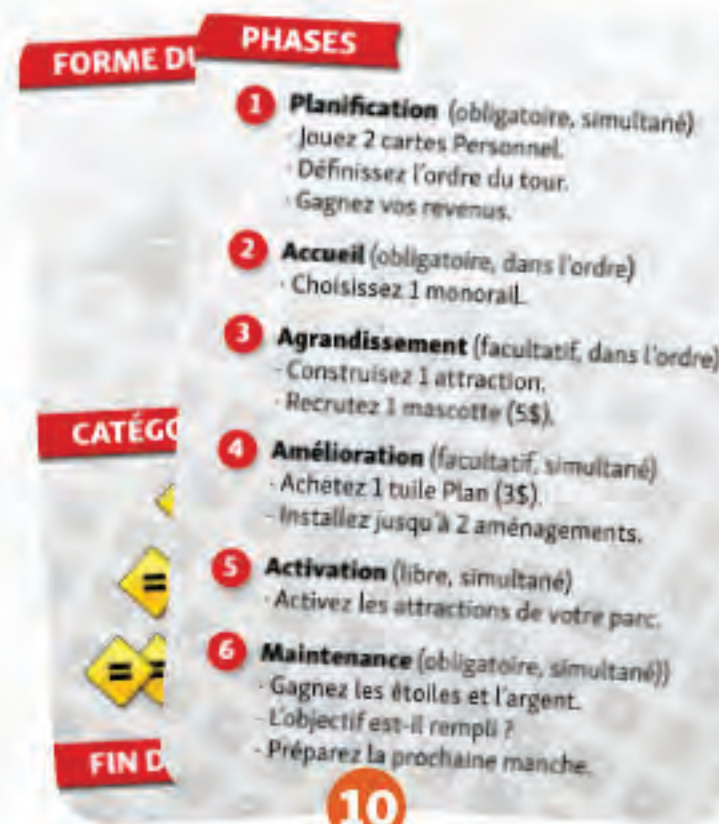 FORME DU
PHASES
1 Planification (obligatoire, simultané)
· Jouez 2 cartes Personnel.
· Définissez l'ordre du tour.
· Gagnez vos revenus.
2 Accueil (obligatoire, dans l'ordre)
· Choisissez 1 monorail.
3 Agrandissement (facultatif, dans l'ordre)
- Construisez 1 attraction.
· Recrutez 1 mascotte (5$).
CATÉGO
4 Amélioration (facultatif, simultané)
- Achetez 1 tuile Plan (3$).
- Installez jusqu'à 2 aménagements.
5 Activation (libre, simultané)
· Activez les attractions de votre parc.
=
= =
6 Maintenance (obligatoire, simultané))
· Gagnez les étoiles et l'argent.
- L'objectif est-il rempli ?
- Préparez la prochaine manche.
FIN D
10